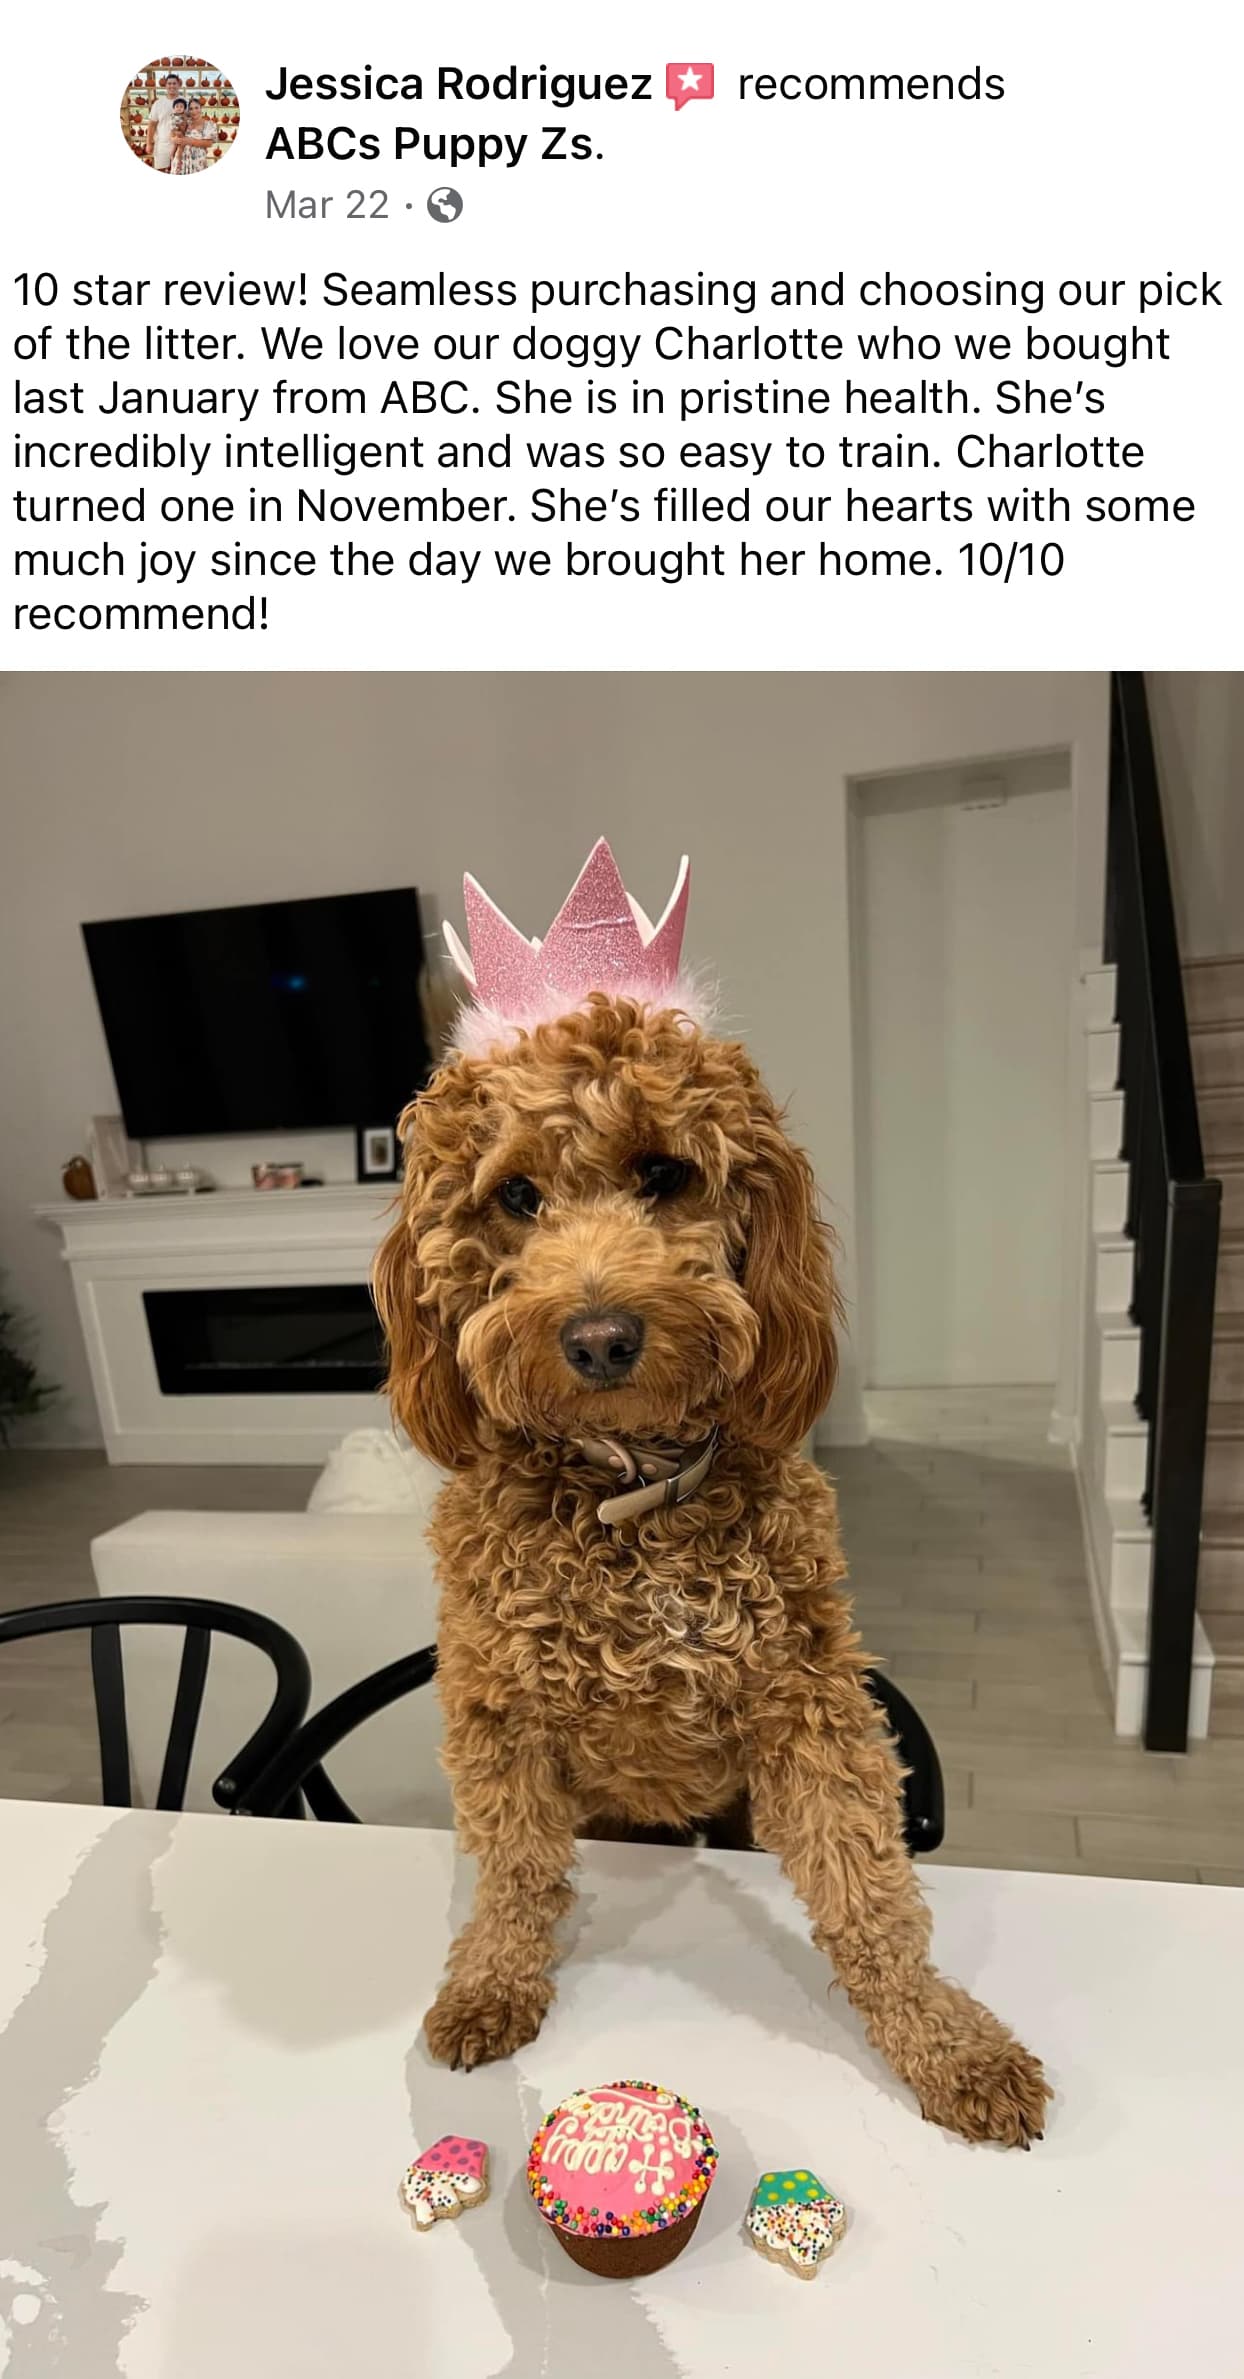 Jessica Rodriguez recommends
ABCs Puppy Zs.
Mar 22 ·
10 star review! Seamless purchasing and choosing our pick
of the litter. We love our doggy Charlotte who we bought
last January from ABC. She is in pristine health. She’s
incredibly intelligent and was so easy to train. Charlotte
turned one in November. She’s filled our hearts with some
much joy since the day we brought her home. 10/10
recommend!
Happy